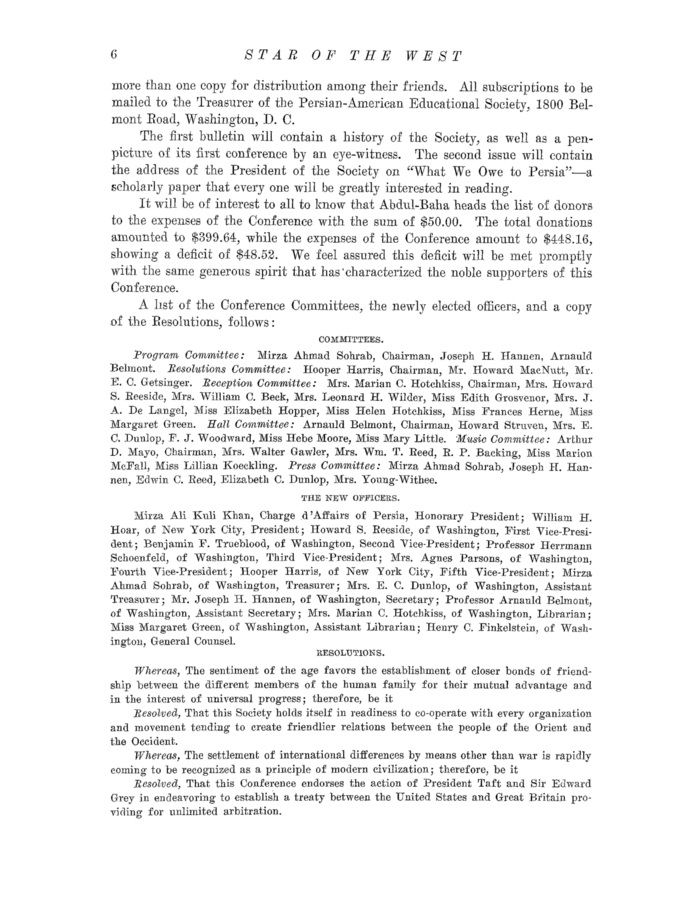 6 STAR OF THE WEST
more than one copy for distribution among their friends. All subscriptions to be
mailed to the Treasurer of the Persian-American Educational Society, 1800 Bel-
mont Road, Washington, D. C.
The first bulletin will contain a history of the Society, as well as a pen-
picture of its first conference by an eye-witness. The second issue will contain
the address of the President of the Society on "What We Owe to Persia"—a
scholarly paper that every one will be greatly interested in reading.
It will be of interest to all to know that Abdul-Baha heads the list of donors
to the expenses of the Conference with the sum of $50.00. The total donations
amounted to $399.64, while the expenses of the Conference amount to $448.16,
showing a deficit of $48.52. We feel assured this deficit will be met promptly
with the same generous spirit that has characterized the noble supporters of this
Conference.
A list of the Conference Committees, the newly elected officers, and a copy
of the Resolutions, follows:
COMMITTEES.
Program Committee: Mirza Ahmad Sohrab, Chairman, Joseph H. Hannen, Arnauld
Belmont. Resolutions Committee: Hooper Harris, Chairman, Mr. Howard MacNutt, Mr.
E. C. Getsinger. Reception Committee: Mrs. Marian C. Hotchkiss, Chairman, Mrs. Howard
S. Reeside, Mrs. William C. Beck, Mrs. Leonard H. Wilder, Miss Edith Grosvenor, Mrs. J.
A. De Langel, Miss Elizabeth Hopper, Miss Helen Hotchkiss, Miss Frances Herne, Miss
Margaret Green. Hall Committee: Arnauld Belmont, Chairman, Howard Struven, Mrs. E.
C. Dunlop, F. J. Woodward, Miss Hebe Moore, Miss Mary Little. Music Committee: Arthur
D. Mayo, Chairman, Mrs. Walter Gawler, Mrs. Wm. T. Reed, R. P. Backing, Miss Marion
McFall, Miss Lillian Koeckling. Press Committee: Mirza Ahmad Sohrab, Joseph H. Han-
nen, Edwin C. Reed, Elizabeth C. Dunlop, Mrs. Young-Withee.
THE NEW OFFICERS.
Mirza Ali Kuli Khan, Charge d'Affairs of Persia, Honorary President; William H.
Hoar, of New York City, President; Howard S. Reeside, of Washington, First Vice-Presi-
dent; Benjamin F. Trueblood, of Washington, Second Vice-President; Professor Herrmann
Schoenfeld, of Washington, Third Vice-President; Mrs. Agnes Parsons, of Washington,
Fourth Vice-President; Hooper Harris, of New York City, Fifth Vice-President; Mirza
Ahmad Sohrab, of Washington, Treasurer; Mrs. E. C. Dunlop, of Washington, Assistant
Treasurer; Mr. Joseph H. Hannen, of Washington, Secretary; Professor Arnauld Belmont,
of Washington, Assistant Secretary; Mrs. Marian C. Hotchkiss, of Washington, Librarian;
Miss Margaret Green, of Washington, Assistant Librarian; Henry C. Finkelstein, of Wash-
ington, General Counsel.
RESOLUTIONS.
Whereas, The sentiment of the age favors the establishment of closer bonds of friend-
ship between the different members of the human family for their mutual advantage and
in the interest of universal progress; therefore, be it
Resolved, That this Society holds itself in readiness to co-operate with every organization
and movement tending to create friendlier relations between the people of the Orient and
the Occident.
Whereas, The settlement of international differences by means other than war is rapidly
coming to be recognized as a principle of modern civilization; therefore, be it
Resolved, That this Conference endorses the action of President Taft and Sir Edward
Grey in endeavoring to establish a treaty between the United States and Great Britain pro-
viding for unlimited arbitration.